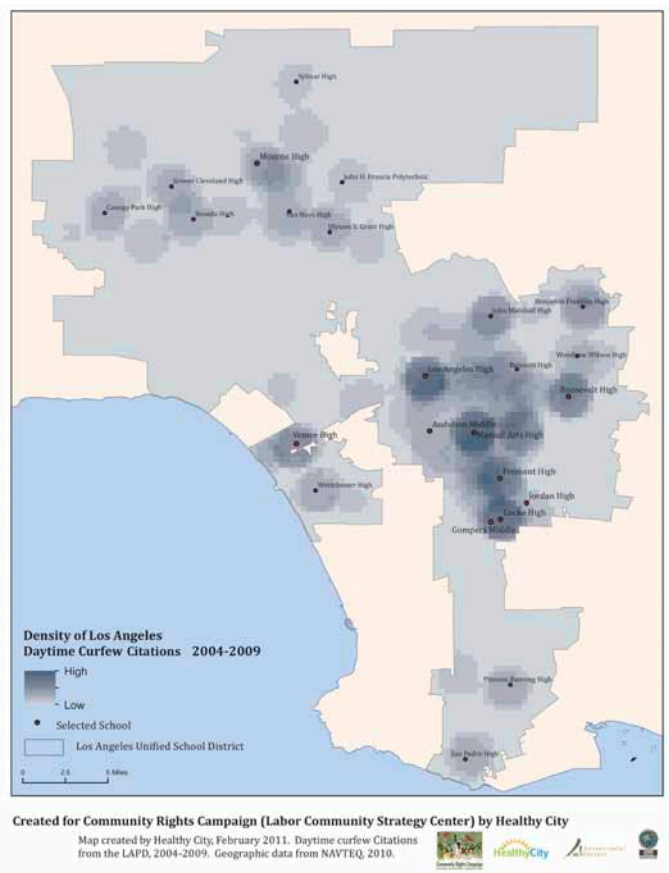 Sylmar High
Monroe High
John H. Francis Polytechnic
Grover Cleveland High
Canoga Park High
Reseda High
Van Nuys High
Ulysses S. Grant High
Benjamin Franklin High
John Marshall High
Woodrow Wilson High
Los Angeles High
Belmont High
Roosevelt High
Audubon Middle
Manual Arts High
Venice High
Fremont High
Westchester High
Jordan High
Locke High
Gompers Middle
Density of Los Angeles
Daytime Curfew Citations 2004-2009
High
Low
Selected School
Los Angeles Unified School District
0 2.5 5 Miles
Phineas Banning High
San Pedro High
Created for Community Rights Campaign (Labor Community Strategy Center) by Healthy City
Map created by Healthy City, February 2011. Daytime curfew Citations
from the LAPD, 2004-2009. Geographic data from NAVTEQ, 2010.
Community Rights Campaign
HealthyCity